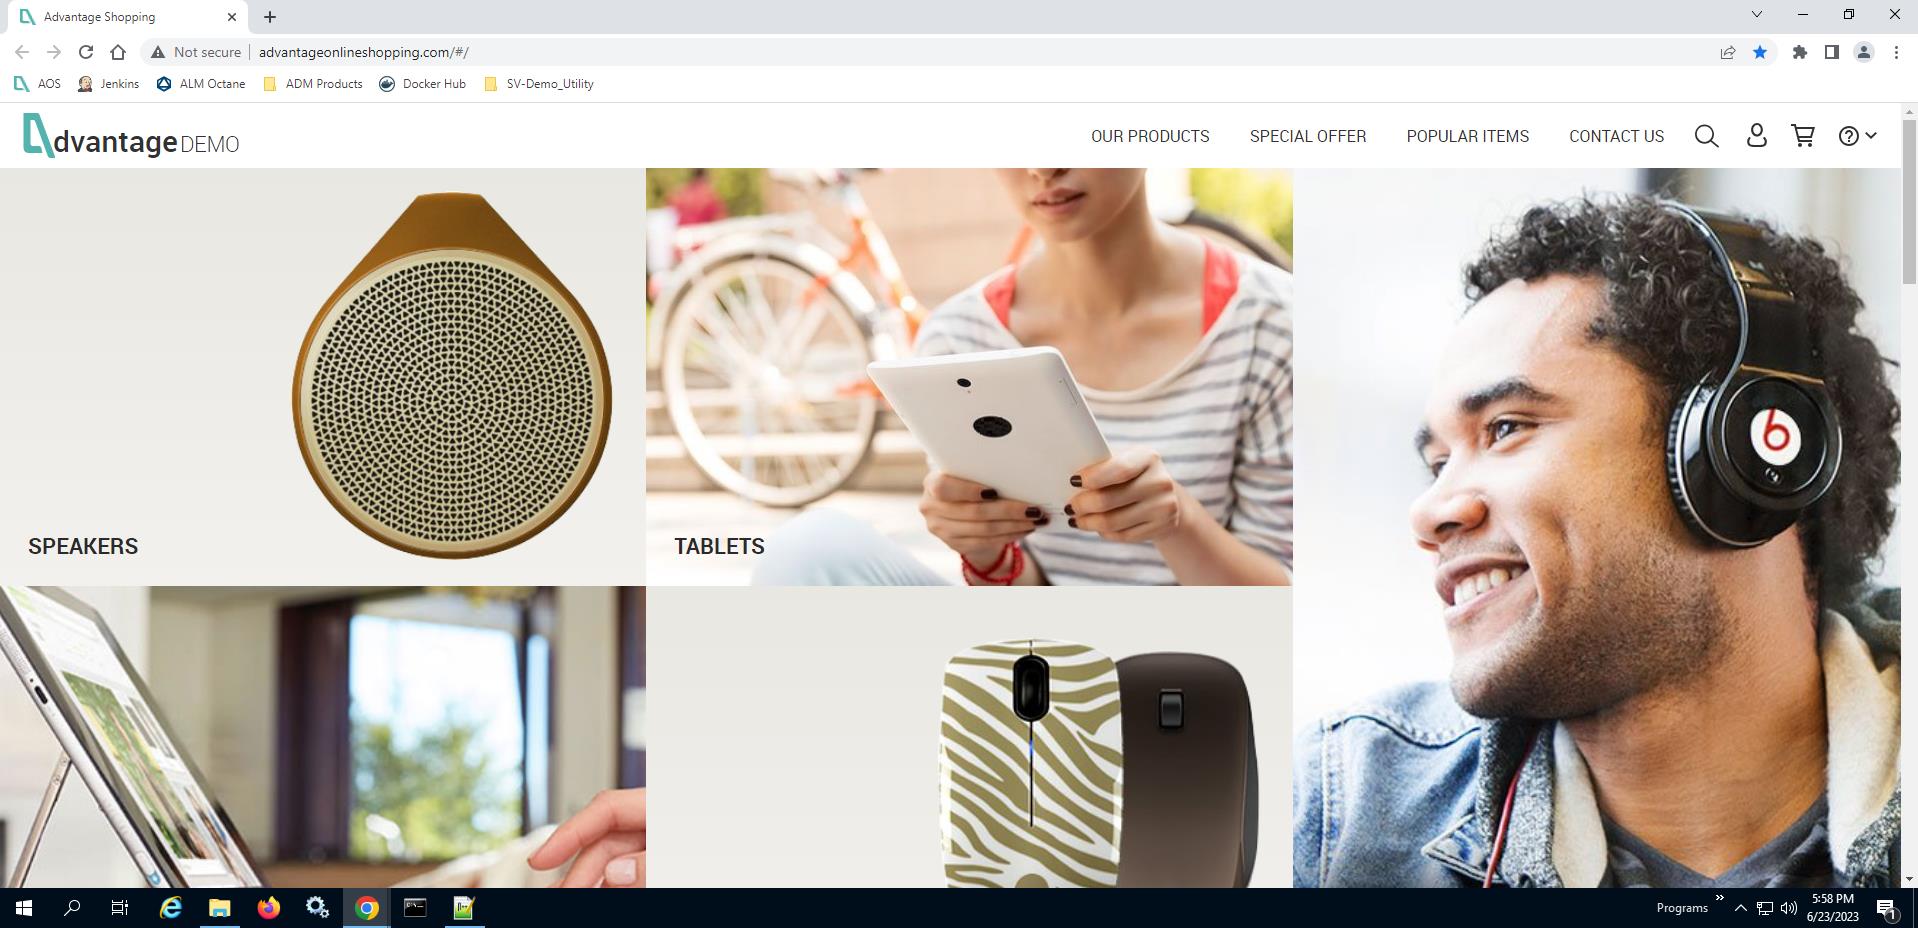 Advantage Shopping
Not secure advantageonlineshopping.com/#/
AOS Jenkins ALM Octane ADM Products Docker Hub SV-Demo_Utility
dvantage DEMO OUR PRODUCTS SPECIAL OFFER POPULAR ITEMS CONTACT US
SPEAKERS
TABLETS
Programs
5:58 PM
6/23/2023
1